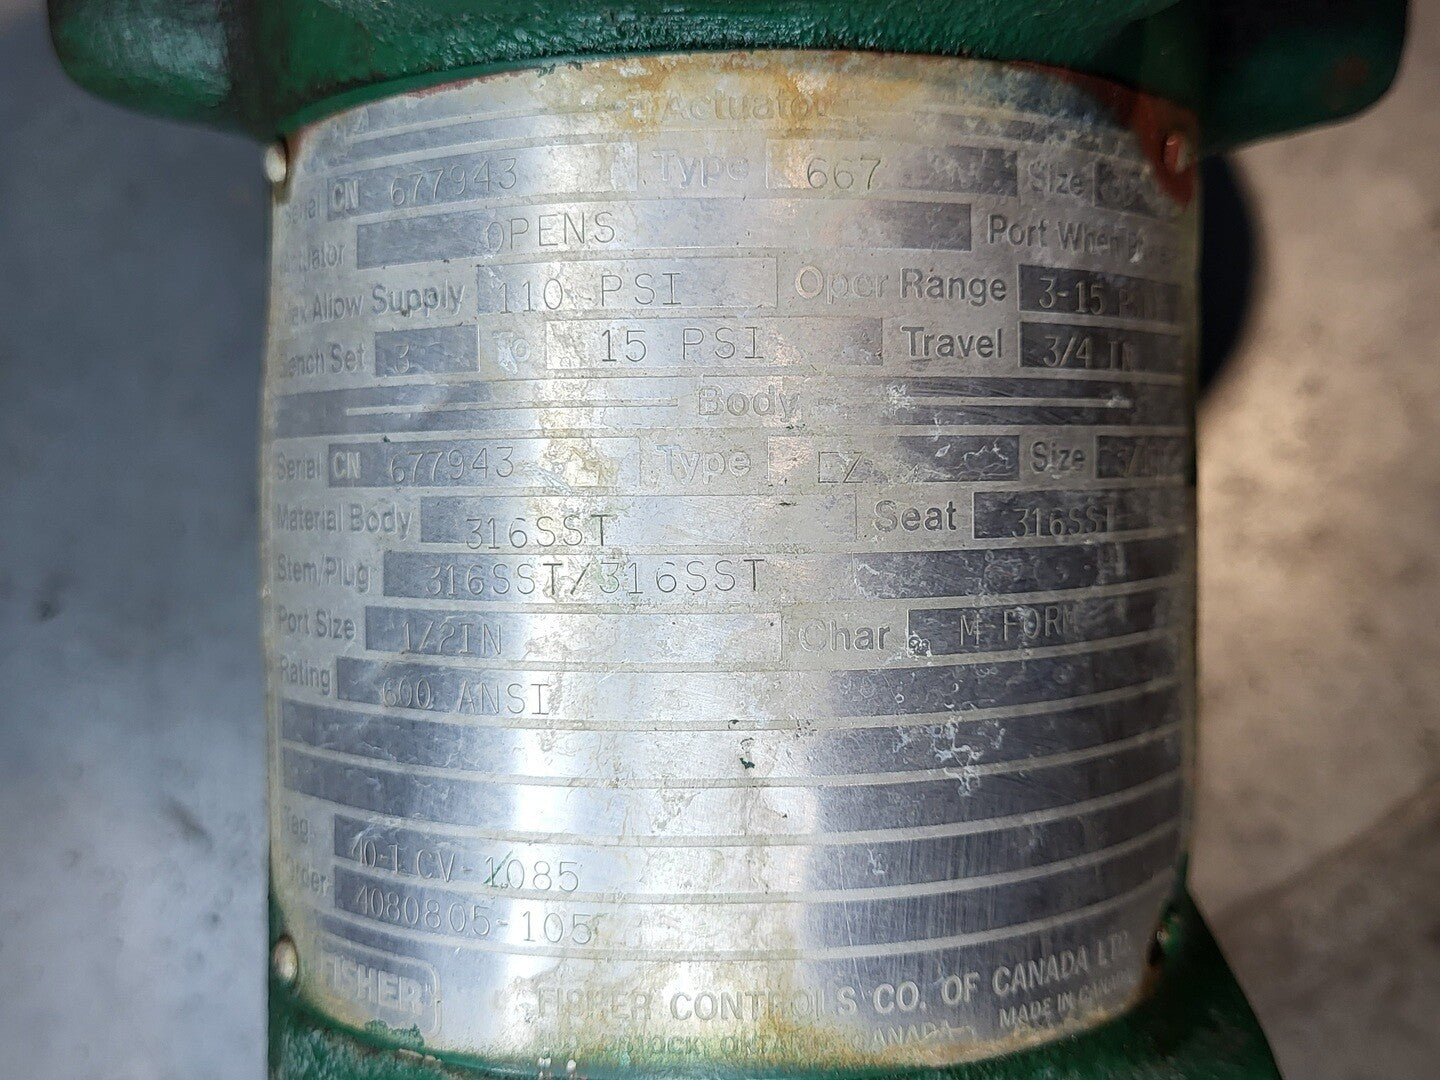 Actuator
Serial CN 677943 Type 667 Size
OPENS Port When
Allow Supply 110 PSI Oper Range 3-15
Bench Set 3 To 15 PSI Travel 3/4 IN
Body
Serial CN 677943 Type EZ Size
Material Body 316SST Seat 316SST
Stem/Plug 316SST/316SST
Port Size 1/2IN Char M-FORM
Rating 600 ANSI
Tag 40-LCV-1085
Order 4080805-105
FISHER FISHER CONTROLS CO. OF CANADA LTD.
CANADA MADE IN